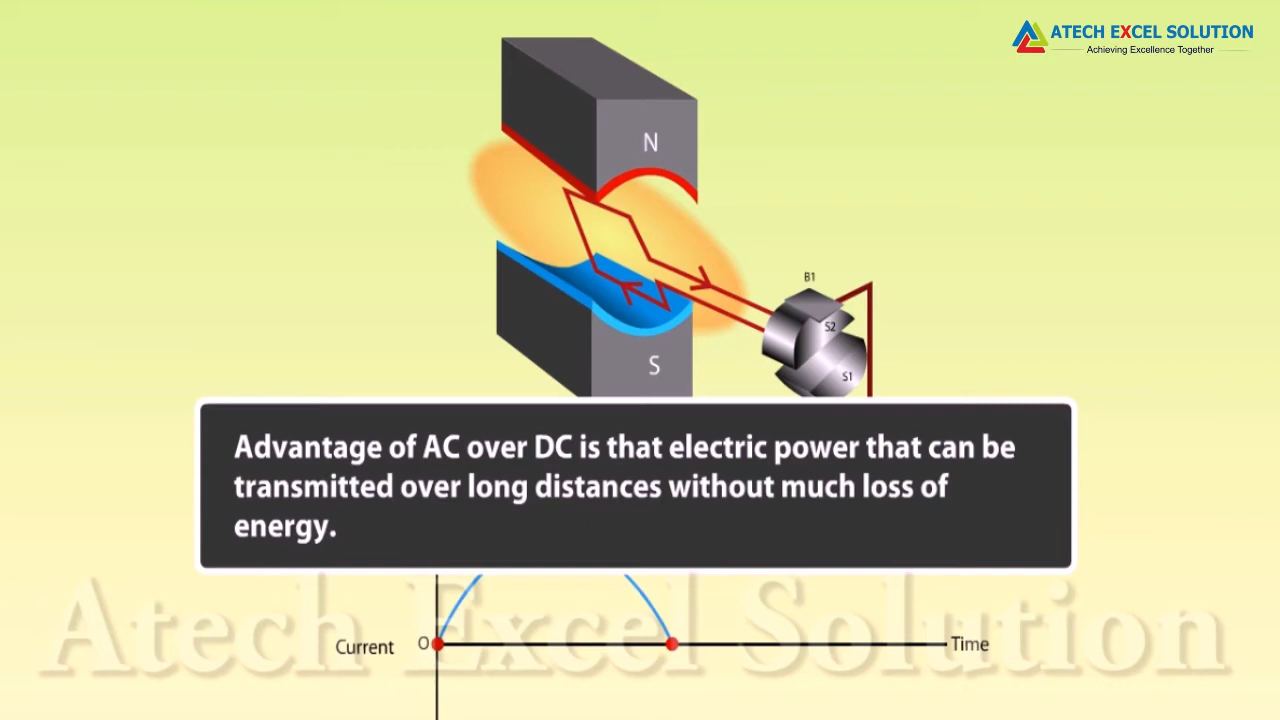 ATECH EXCEL SOLUTION
Achieving Excellence Together
N
B1
S2
S
S1
Advantage of AC over DC is that electric power that can be
transmitted over long distances without much loss of
energy.
Current
O
Time
Atech Excel Solution